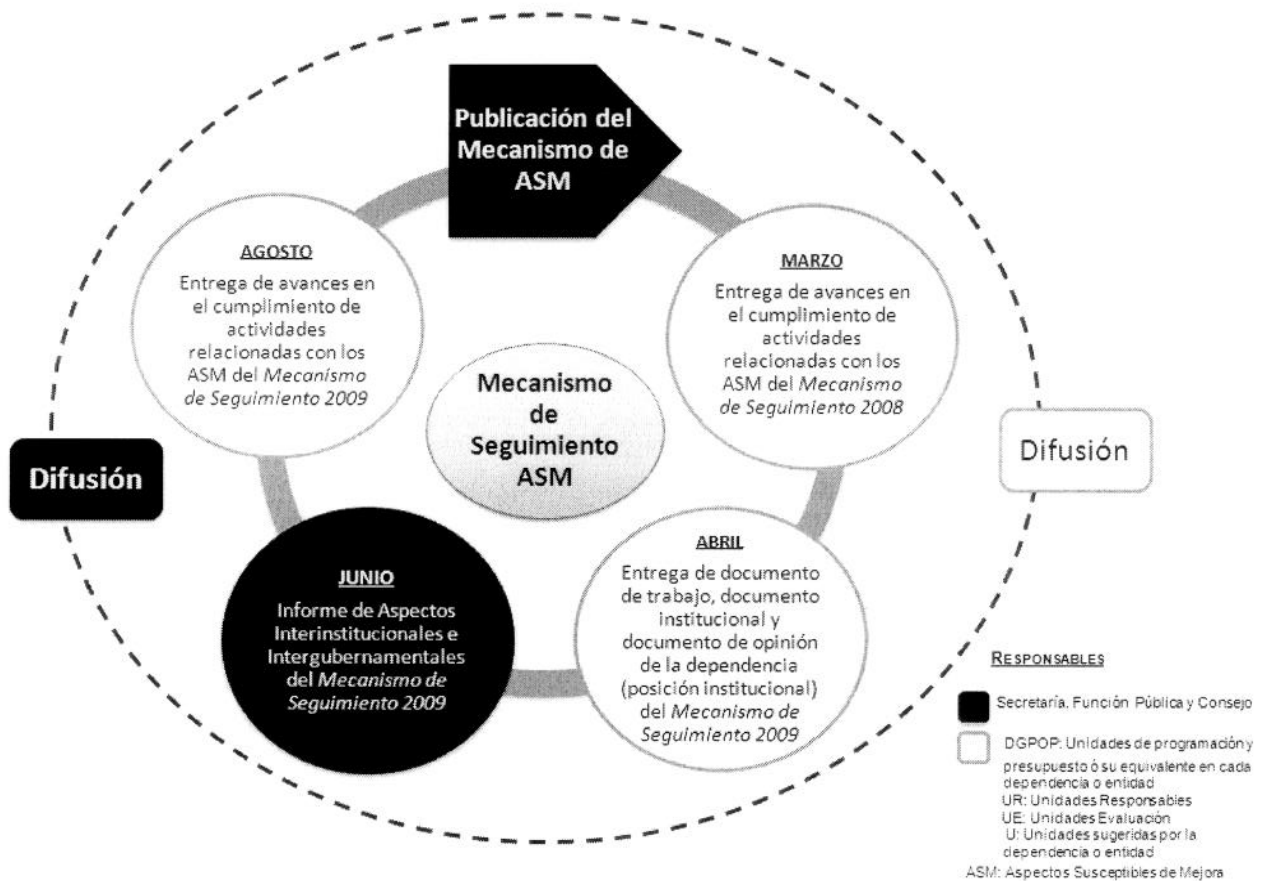 Publicación del
Mecanismo de
ASM
AGOSTO
Entrega de avances en
el cumplimiento de
actividades
relacionadas con los
ASM del Mecanismo
de Seguimiento 2009
MARZO
Entrega de avances en
el cumplimiento de
actividades
relacionadas con los
ASM del Mecanismo
de Seguimiento 2008
Mecanismo
de
Seguimiento
ASM
Difusión
Difusión
JUNIO
Informe de Aspectos
Interinstitucionales e
Intergubernamentales
del Mecanismo de
Seguimiento 2009
ABRIL
Entrega de documento
de trabajo, documento
institucional y
documento de opinión
de la dependencia
(posición institucional)
del Mecanismo de
Seguimiento 2009
RESPONSABLES
Secretaría, Función Pública y Consejo
DGPOP: Unidades de programación y
presupuesto ó su equivalente en cada
dependencia o entidad
UR: Unidades Responsables
UE: Unidades Evaluación
U: Unidades sugeridas por la
dependencia o entidad
ASM: Aspectos Susceptibles de Mejora